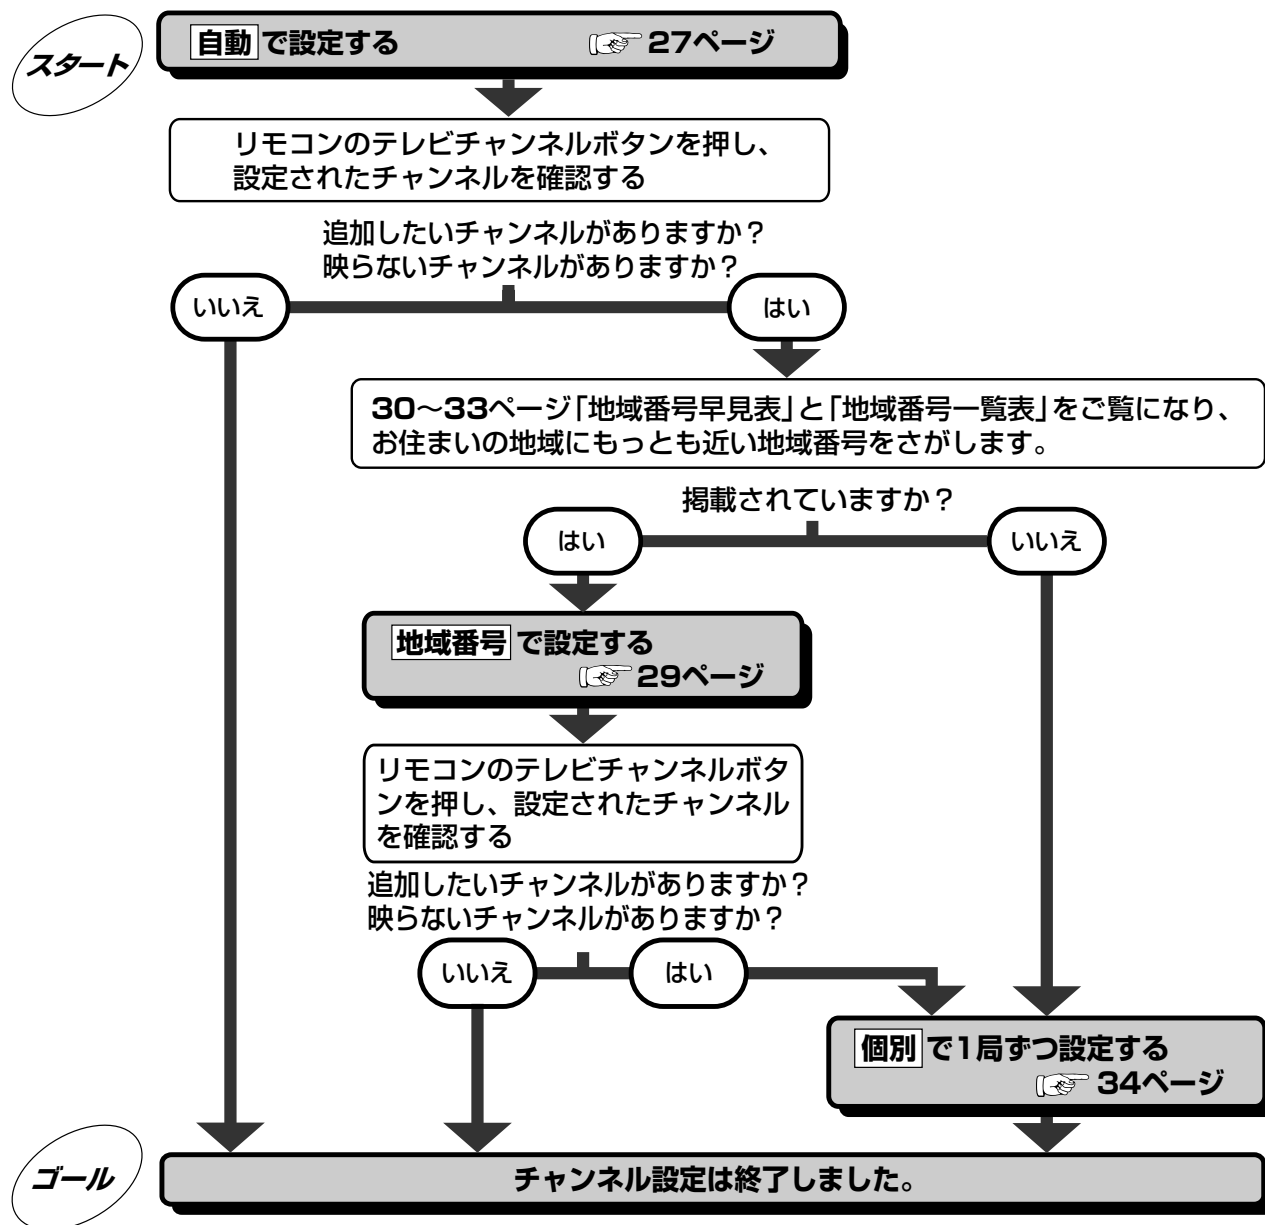 スタート
自動 で設定する 27ページ
リモコンのテレビチャンネルボタンを押し、
設定されたチャンネルを確認する
追加したいチャンネルがありますか？
映らないチャンネルがありますか？
いいえ
はい
30～33ページ「地域番号早見表」と「地域番号一覧表」をご覧になり、
お住まいの地域にもっとも近い地域番号をさがします。
掲載されていますか？
はい
いいえ
地域番号 で設定する
29ページ
リモコンのテレビチャンネルボタ
ンを押し、設定されたチャンネル
を確認する
追加したいチャンネルがありますか？
映らないチャンネルがありますか？
いいえ
はい
個別 で1局ずつ設定する
34ページ
ゴール
チャンネル設定は終了しました。